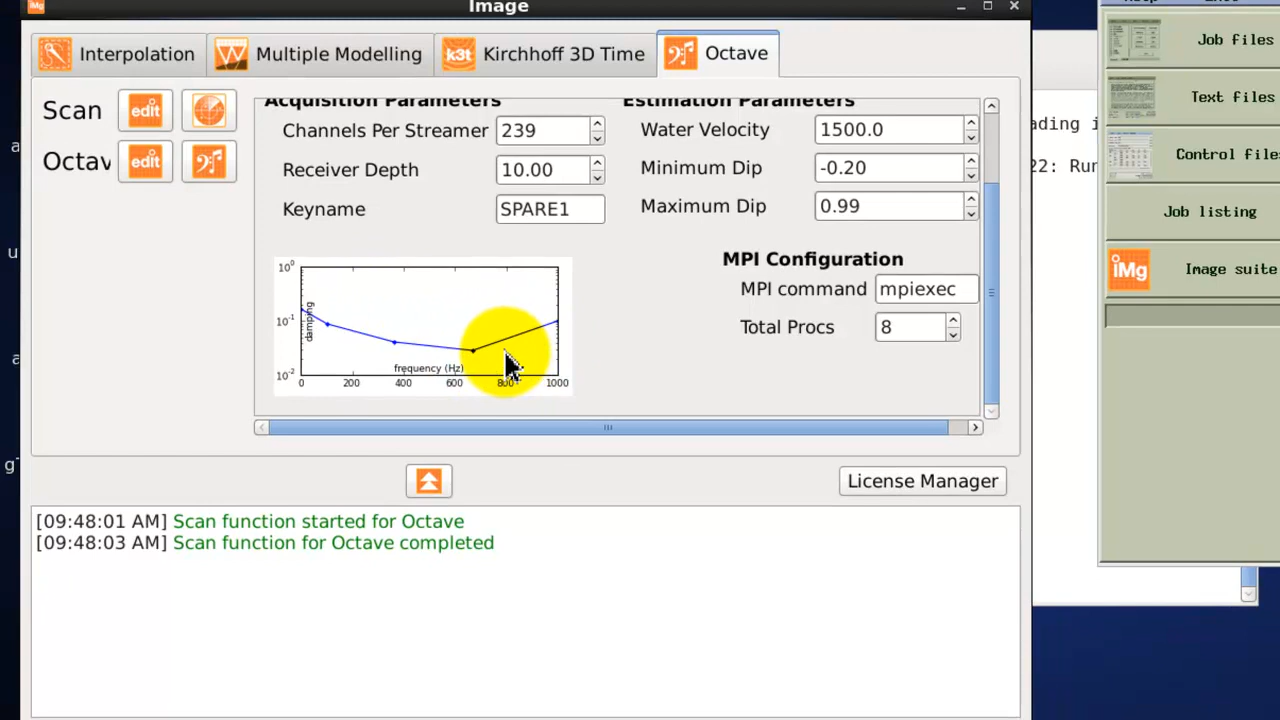 Image
Interpolation
Multiple Modelling
k3t
Kirchhoff 3D Time
Octave
Scan
edit
Octav
edit
Acquisition Parameters
Channels Per Streamer 239
Receiver Depth 10.00
Keyname SPARE1
Estimation Parameters
Water Velocity 1500.0
Minimum Dip -0.20
Maximum Dip 0.99
10^0
10^-1
10^-2
damping
frequency (Hz)
0 200 400 600 800 1000
MPI Configuration
MPI command mpiexec
Total Procs 8
License Manager
[09:48:01 AM] Scan function started for Octave
[09:48:03 AM] Scan function for Octave completed
ading i
22: Run
Job files
Text files
Control file
Job listing
iMg
Image suite